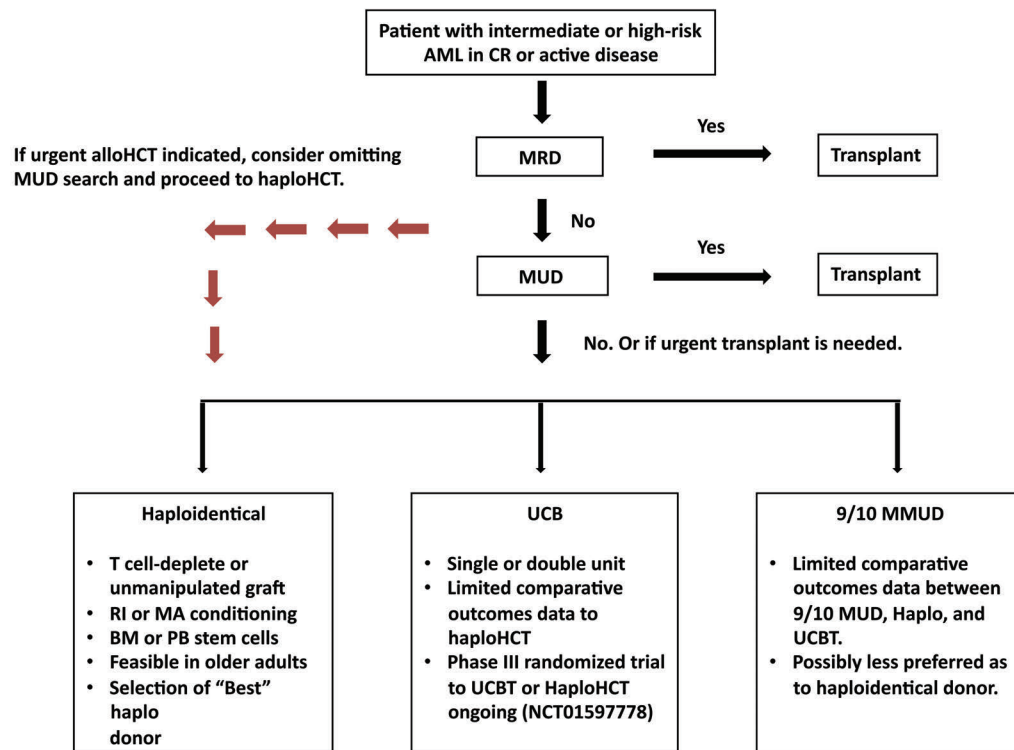 Patient with intermediate or high-risk
AML in CR or active disease
If urgent alloHCT indicated, consider omitting
MUD search and proceed to haploHCT.
MRD
Yes
Transplant
No
MUD
Yes
Transplant
No. Or if urgent transplant is needed.
Haploidentical
• T cell-deplete or
unmanipulated graft
• RI or MA conditioning
• BM or PB stem cells
• Feasible in older adults
• Selection of “Best”
haplo
donor
UCB
• Single or double unit
• Limited comparative
outcomes data to
haploHCT
• Phase III randomized trial
to UCBT or HaploHCT
ongoing (NCT01597778)
9/10 MMUD
• Limited comparative
outcomes data between
9/10 MUD, Haplo, and
UCBT.
• Possibly less preferred as
to haploidentical donor.